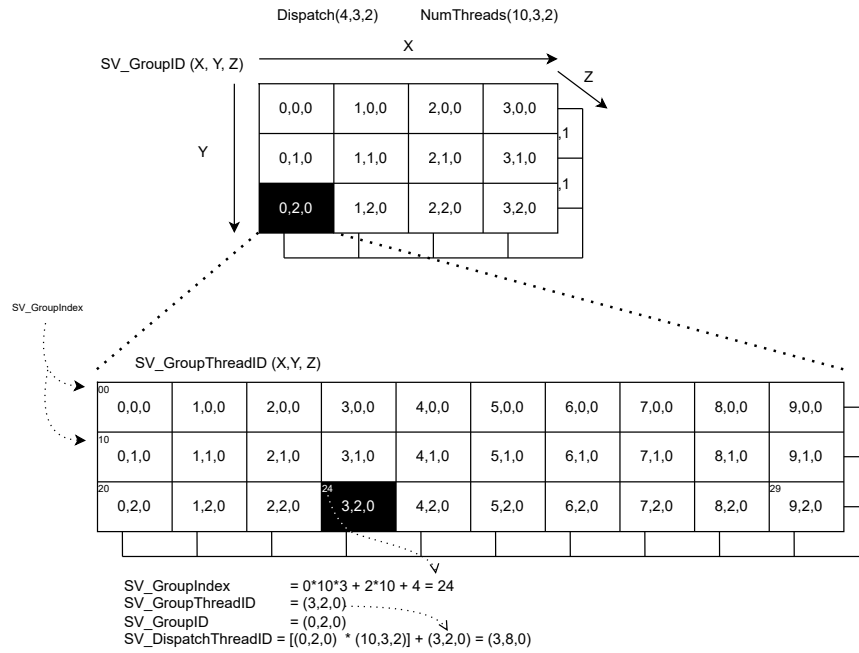 Dispatch(4,3,2) NumThreads(10,3,2)
X
SV_GroupID (X, Y, Z)
Z
0,0,0 1,0,0 2,0,0 3,0,0
,1
Y 0,1,0 1,1,0 2,1,0 3,1,0
,1
0,2,0 1,2,0 2,2,0 3,2,0
SV_GroupIndex
SV_GroupThreadID (X,Y, Z)
00
0,0,0 1,0,0 2,0,0 3,0,0 4,0,0 5,0,0 6,0,0 7,0,0 8,0,0 9,0,0
10
0,1,0 1,1,0 2,1,0 3,1,0 4,1,0 5,1,0 6,1,0 7,1,0 8,1,0 9,1,0
20 24 29
0,2,0 1,2,0 2,2,0 3,2,0 4,2,0 5,2,0 6,2,0 7,2,0 8,2,0 9,2,0
SV_GroupIndex = 0*10*3 + 2*10 + 4 = 24
SV_GroupThreadID = (3,2,0)
SV_GroupID = (0,2,0)
SV_DispatchThreadID = [(0,2,0) * (10,3,2)] + (3,2,0) = (3,8,0)